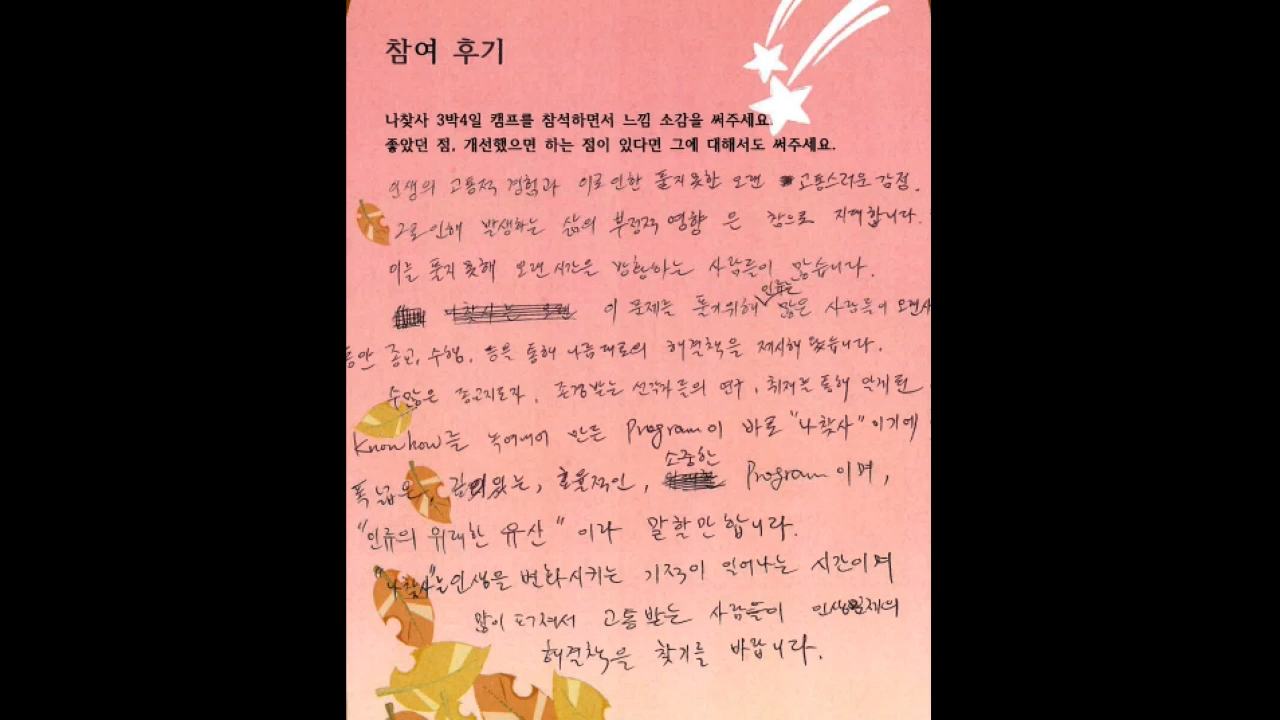 참여 후기
나찾사 3박4일 캠프를 참석하면서 느낌 소감을 써주세요.
좋았던 점, 개선했으면 하는 점이 있다면 그에 대해서도 써주세요.
인생의 고통적 경험과 이로인한 풀지못한 오랜 고통스러운 감정.
그로인해 발생하는 삶의 부정적 영향 은 참으로 지대합니다.
이를 풀지 못해 오랜시간을 방황하는 사람들이 많습니다.
인류는
이 문제를 풀기위해 많은 사람들이 오랜시
동안 종교, 수행, 등을 통해 나름대로의 해결책을 제시해 왔습니다.
수많은 종교지도자, 존경받는 선각자들의 연구, 취재를 통해 알게된
Knowhow를 녹여내어 만든 Program이 바로 "나찾사"이기에
소중한
폭넓은, 깊이있는, 효율적인, Program이며,
"인류의 위대한 유산"이라 말할만 합니다.
"나찾사"는 인생을 변화시키는 기적이 일어나는 시간이며
많이 퍼져서 고통받는 사람들이 인생문제의
해결책을 찾기를 바랍니다.